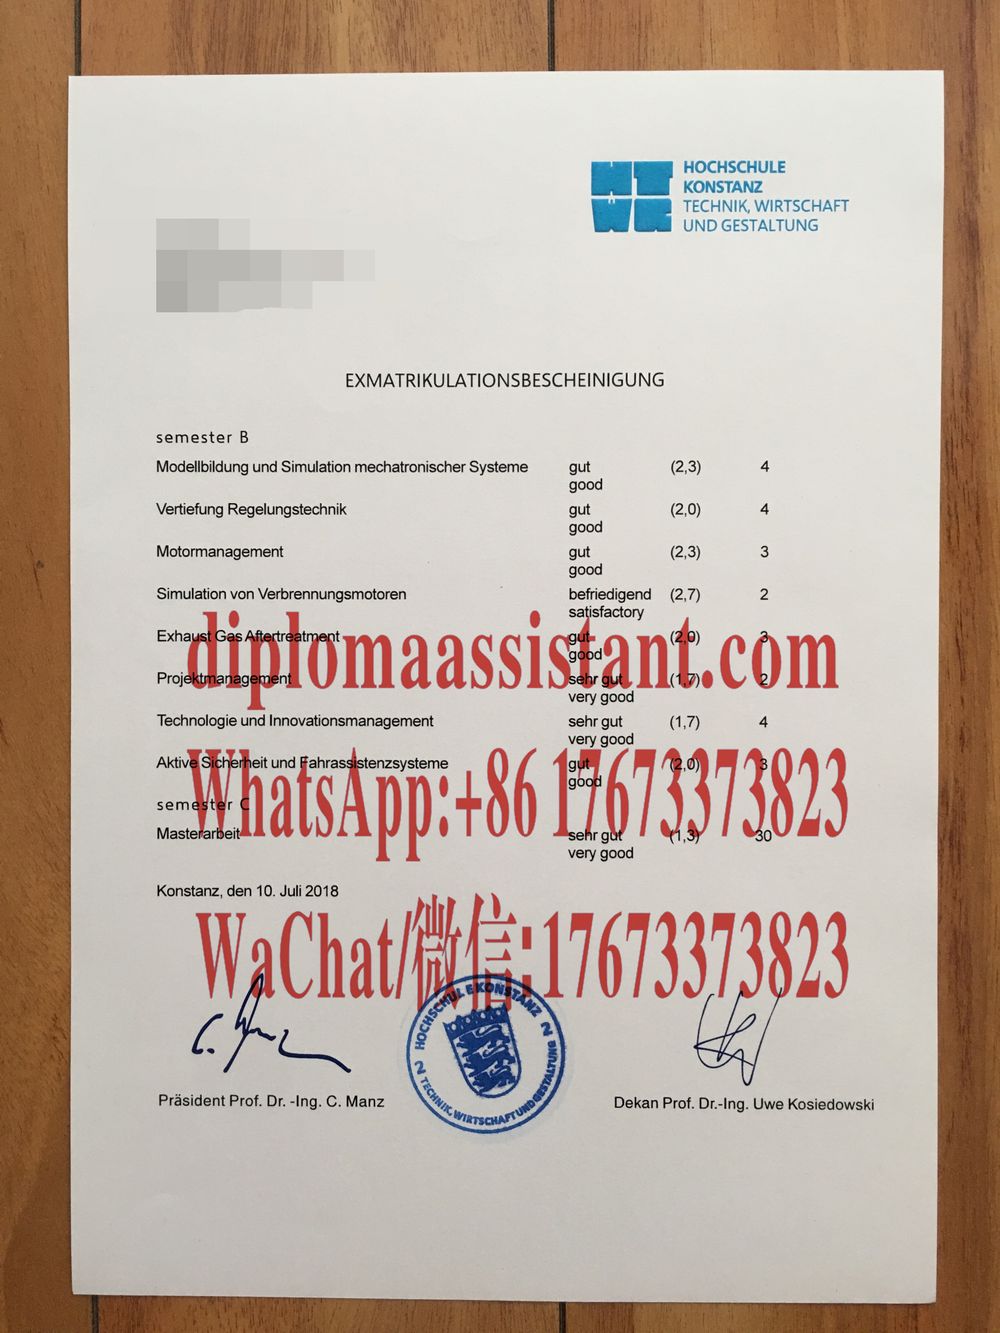 HTWG
HOCHSCHULE
KONSTANZ
TECHNIK, WIRTSCHAFT
UND GESTALTUNG
EXMATRIKULATIONSBESCHEINIGUNG
semester B
Modellbildung und Simulation mechatronischer Systeme gut (2,3) 4
good
Vertiefung Regelungstechnik gut (2,0) 4
good
Motormanagement gut (2,3) 3
good
Simulation von Verbrennungsmotoren befriedigend (2,7) 2
satisfactory
Exhaust Gas Aftertreatment gut (2,0) 3
good
diplomaassistant.com
Projektmanagement sehr gut (1,7) 2
very good
Technologie und Innovationsmanagement sehr gut (1,7) 4
very good
Aktive Sicherheit und Fahrassistenzsysteme gut (2,0) 3
good
WhatsApp:+86 17673373823
semester C
Masterarbeit sehr gut (1,3) 30
very good
Konstanz, den 10. Juli 2018
WaChat/微信:17673373823
HOCHSCHULE KONSTANZ
2 TECHNIK, WIRTSCHAFT UND GESTALTUNG 2
Präsident Prof. Dr. -Ing. C. Manz
Dekan Prof. Dr.-Ing. Uwe Kosiedowski